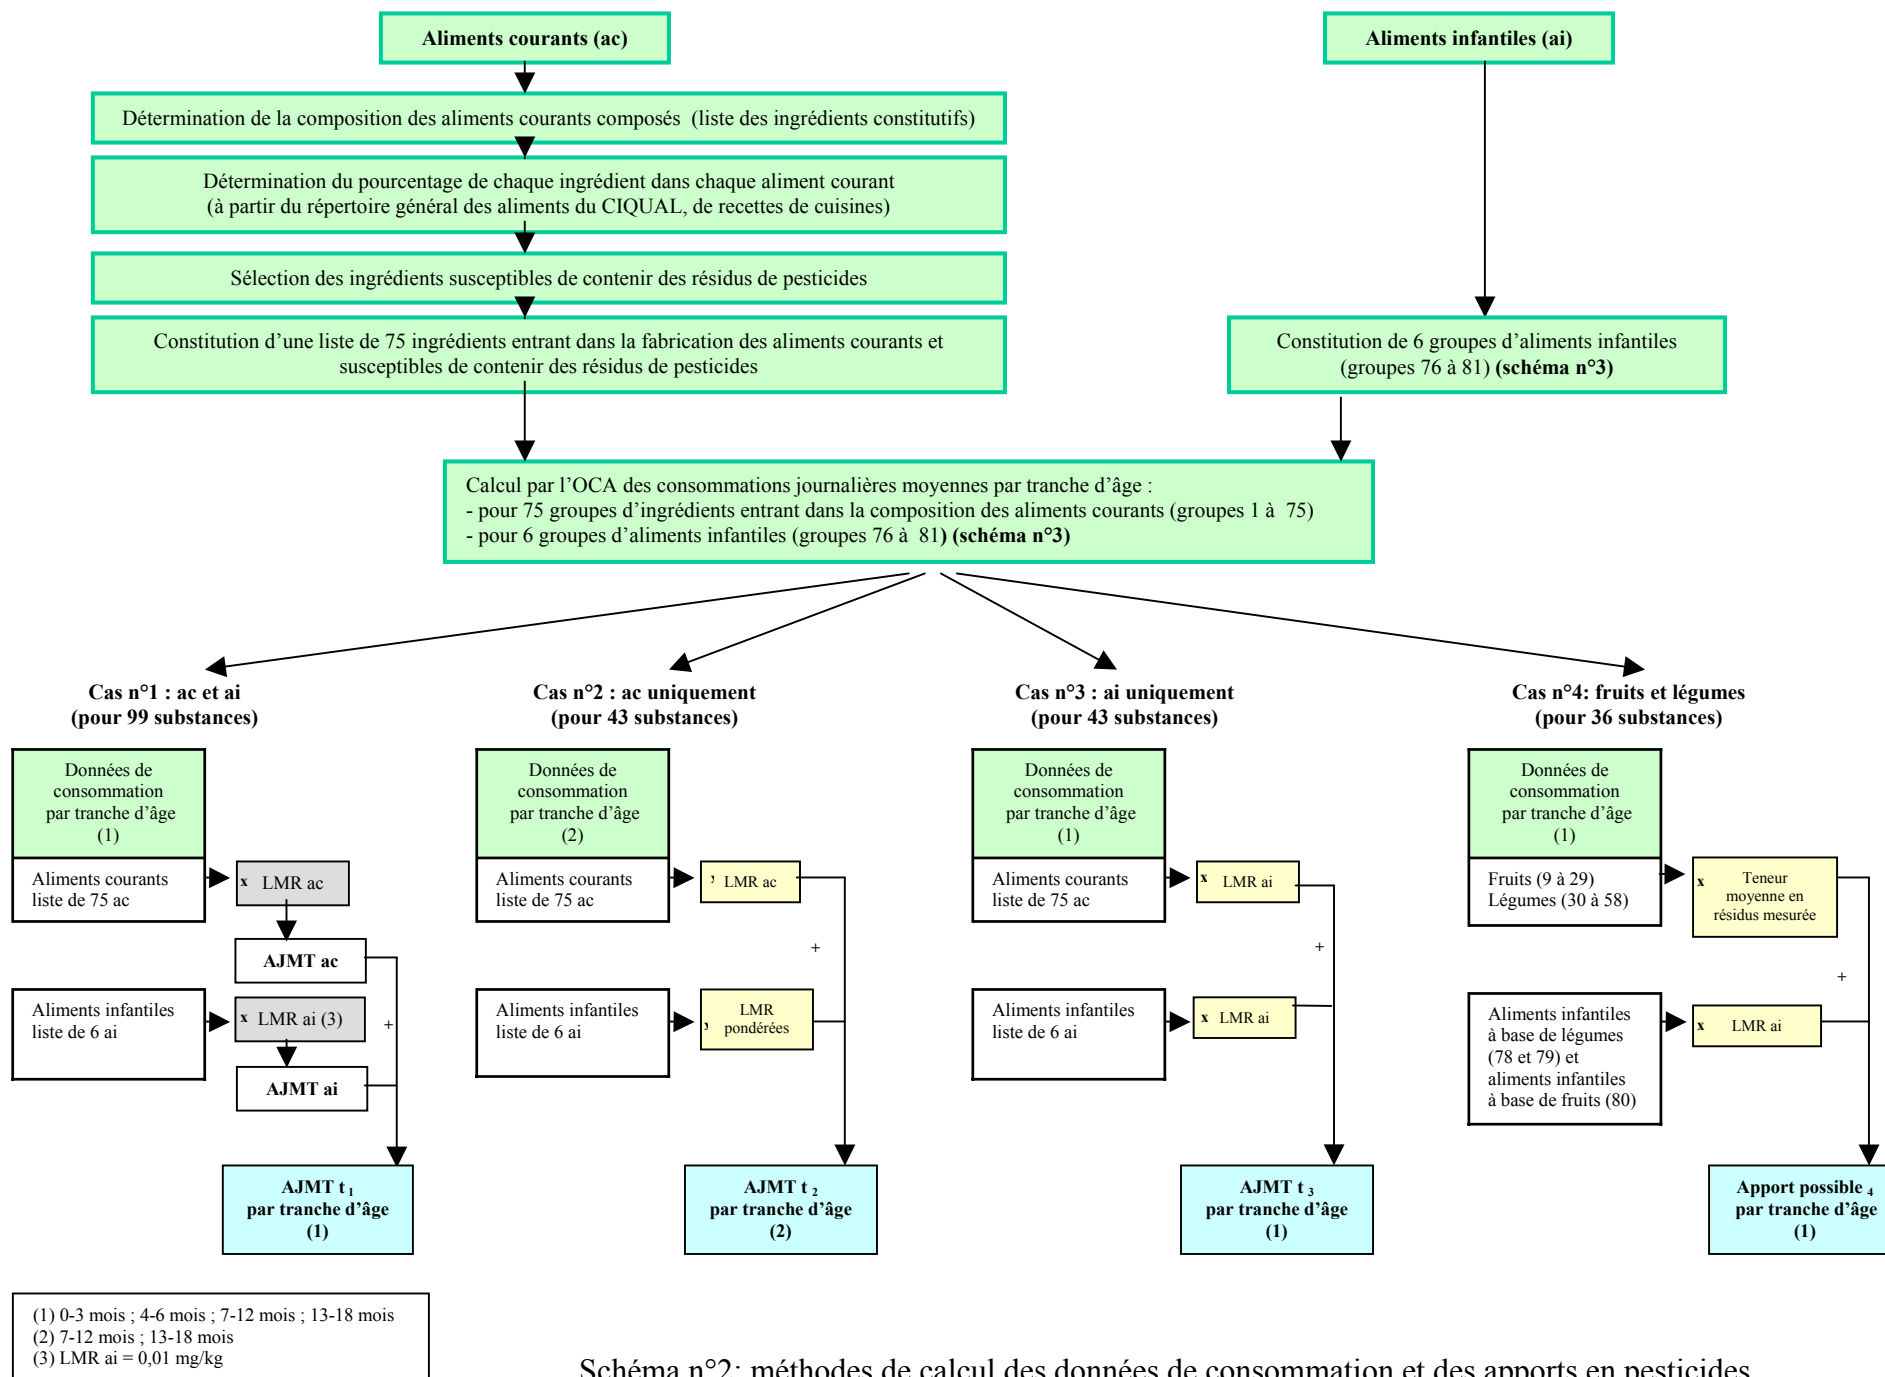 Aliments courants (ac)
Aliments infantiles (ai)
Détermination de la composition des aliments courants composés (liste des ingrédients constitutifs)
Détermination du pourcentage de chaque ingrédient dans chaque aliment courant
(à partir du répertoire général des aliments du CIQUAL, de recettes de cuisines)
Sélection des ingrédients susceptibles de contenir des résidus de pesticides
Constitution d’une liste de 75 ingrédients entrant dans la fabrication des aliments courants et
susceptibles de contenir des résidus de pesticides
Constitution de 6 groupes d’aliments infantiles
(groupes 76 à 81) (schéma n°3)
Calcul par l’OCA des consommations journalières moyennes par tranche d’âge :
- pour 75 groupes d’ingrédients entrant dans la composition des aliments courants (groupes 1 à 75)
- pour 6 groupes d’aliments infantiles (groupes 76 à 81) (schéma n°3)
Cas n°1 : ac et ai
(pour 99 substances)
Données de
consommation
par tranche d’âge
(1)
Aliments courants
liste de 75 ac
x LMR ac
AJMT ac
Aliments infantiles
liste de 6 ai
x LMR ai (3)
+
AJMT ai
AJMT t 1
par tranche d’âge
(1)
Cas n°2 : ac uniquement
(pour 43 substances)
Données de
consommation
par tranche d’âge
(2)
Aliments courants
liste de 75 ac
LMR ac
+
Aliments infantiles
liste de 6 ai
LMR
pondérées
AJMT t 2
par tranche d’âge
(2)
Cas n°3 : ai uniquement
(pour 43 substances)
Données de
consommation
par tranche d’âge
(1)
Aliments courants
liste de 75 ac
x LMR ai
+
Aliments infantiles
liste de 6 ai
x LMR ai
AJMT t 3
par tranche d’âge
(1)
Cas n°4: fruits et légumes
(pour 36 substances)
Données de
consommation
par tranche d’âge
(1)
Fruits (9 à 29)
Légumes (30 à 58)
x Teneur
moyenne en
résidus mesurée
+
Aliments infantiles
à base de légumes
(78 et 79) et
aliments infantiles
à base de fruits (80)
x LMR ai
Apport possible 4
par tranche d’âge
(1)
(1) 0-3 mois ; 4-6 mois ; 7-12 mois ; 13-18 mois
(2) 7-12 mois ; 13-18 mois
(3) LMR ai = 0,01 mg/kg
Schéma n°2: méthodes de calcul des données de consommation et des apports en pesticides